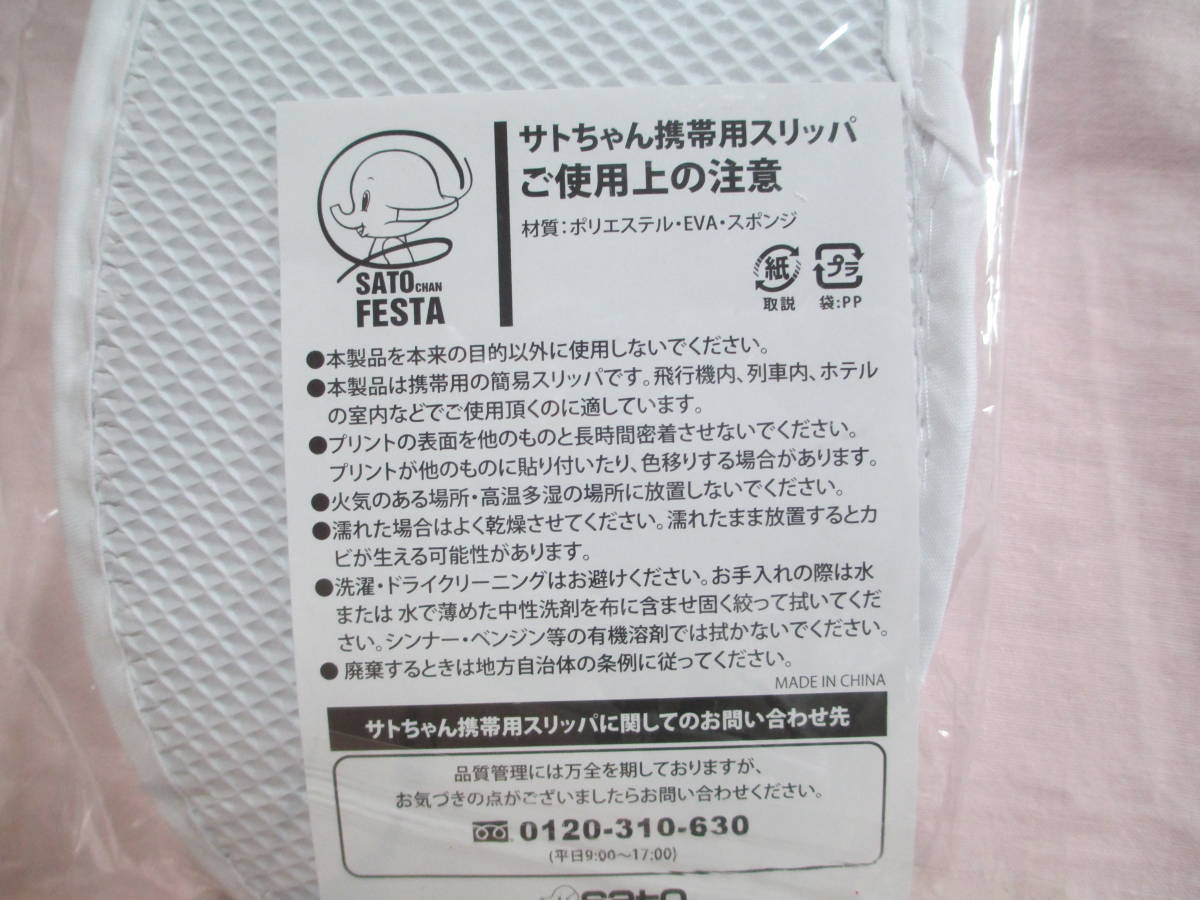 SATO CHAN
FESTA
サトちゃん携帯用スリッパ
ご使用上の注意
材質:ポリエステル・EVA・スポンジ
紙
取説
プラ
袋:PP
●本製品を本来の目的以外に使用しないでください。
●本製品は携帯用の簡易スリッパです。飛行機内、列車内、ホテル
の室内などでご使用頂くのに適しています。
●プリントの表面を他のものと長時間密着させないでください。
プリントが他のものに貼り付いたり、色移りする場合があります。
●火気のある場所・高温多湿の場所に放置しないでください。
●濡れた場合はよく乾燥させてください。濡れたまま放置するとカ
ビが生える可能性があります。
●洗濯・ドライクリーニングはお避けください。お手入れの際は水
または 水で薄めた中性洗剤を布に含ませ固く絞って拭いてくだ
さい。シンナー・ベンジン等の有機溶剤では拭かないでください。
● 廃棄するときは地方自治体の条例に従ってください。
MADE IN CHINA
サトちゃん携帯用スリッパに関してのお問い合わせ先
品質管理には万全を期しておりますが、
お気づきの点がございましたらお問い合わせください。
0120-310-630
(平日9:00～17:00)
sato